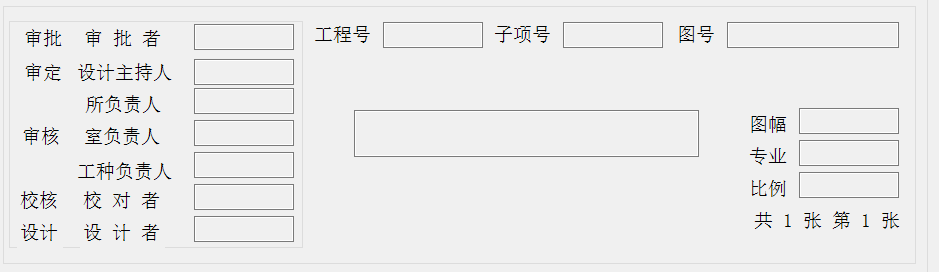 审批 审 批 者
审定 设计主持人
所负责人
审核 室负责人
工种负责人
校核 校 对 者
设计 设 计 者
工程号 子项号 图号
图幅
专业
比例
共 1 张 第 1 张